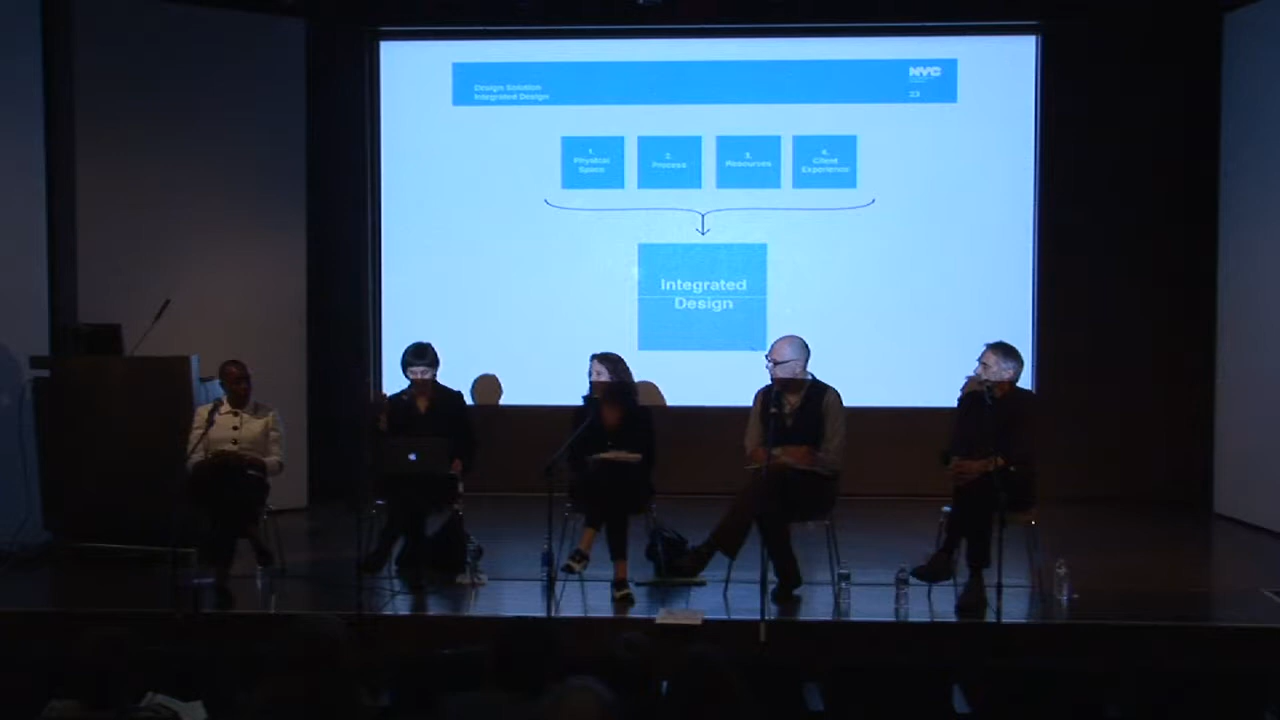 Design Solution
Integrated Design
NYC
23
1.
Physical
Space
2.
Process
3.
Resources
4.
Client
Experience
Integrated
Design